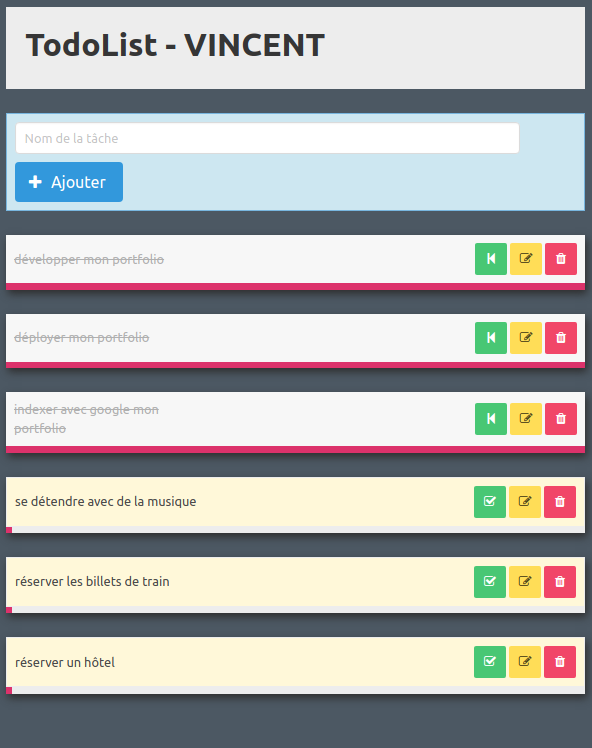 TodoList - VINCENT
Nom de la tâche
Ajouter
développer mon portfolio
déployer mon portfolio
indexer avec google mon
portfolio
se détendre avec de la musique
réserver les billets de train
réserver un hôtel